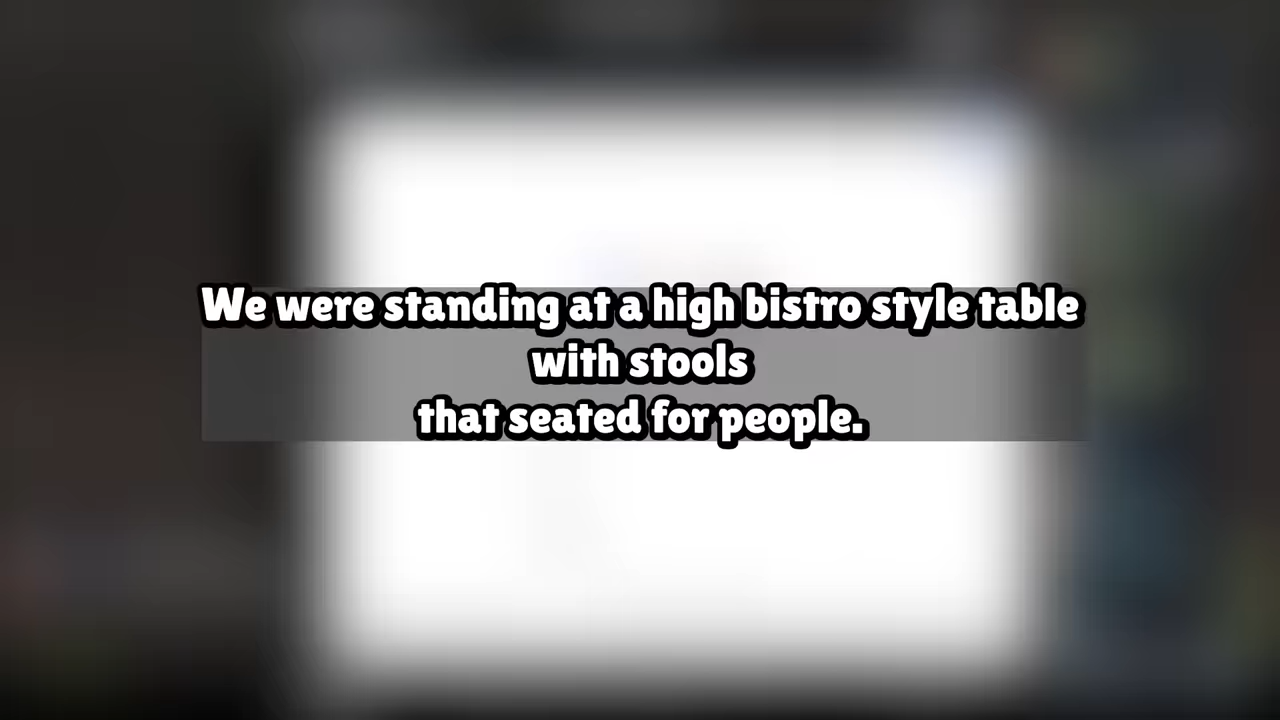 We were standing at a high bistro style table
with stools
that seated for people.